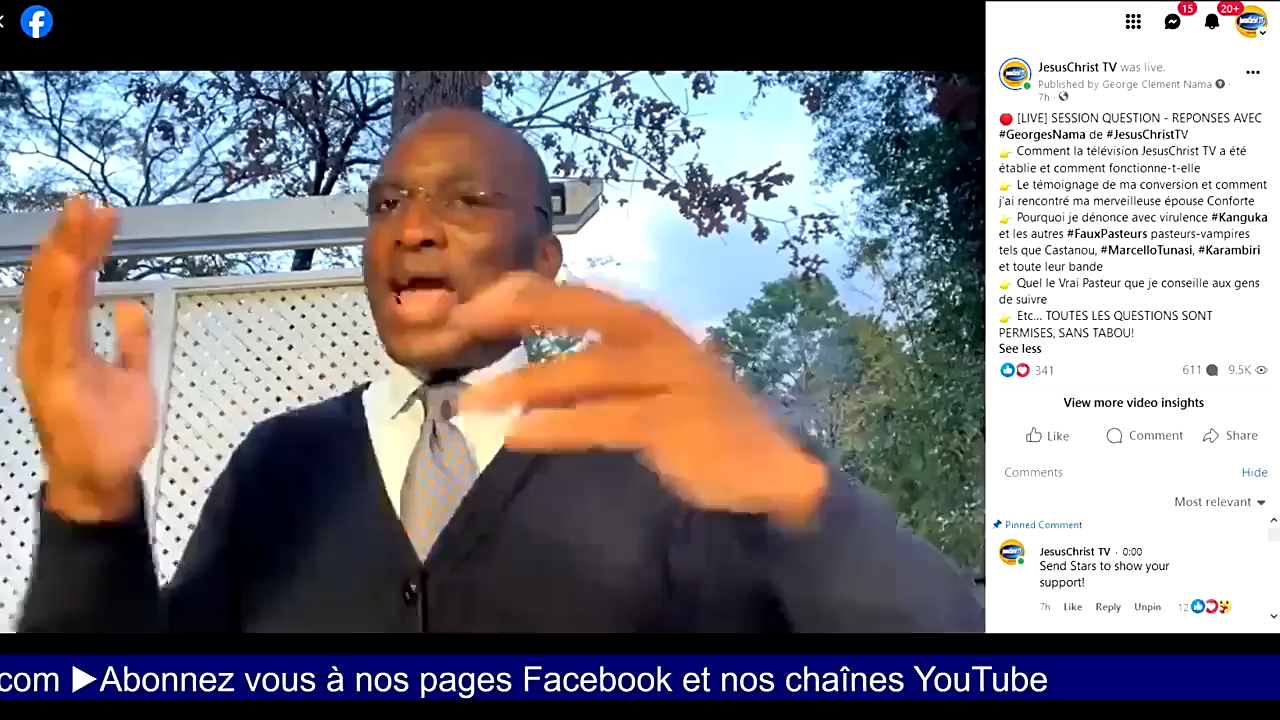 15
20+
JesusChrist TV was live.
Published by George Clement Nama
7h ·
[LIVE] SESSION QUESTION - REPONSES AVEC
#GeorgesNama de #JesusChristTV
Comment la télévision JesusChrist TV a été
établie et comment fonctionne-t-elle
Le témoignage de ma conversion et comment
j'ai rencontré ma merveilleuse épouse Conforte
Pourquoi je dénonce avec virulence #Kanguka
et les autres #FauxPasteurs pasteurs-vampires
tels que Castanou, #MarcelloTunasi, #Karambiri
et toute leur bande
Quel le Vrai Pasteur que je conseille aux gens
de suivre
Etc... TOUTES LES QUESTIONS SONT
PERMISES, SANS TABOU!
See less
341 611 9.5K
View more video insights
Like Comment Share
Comments Hide
Most relevant
Pinned Comment
JesusChrist TV · 0:00
Send Stars to show your
support!
7h Like Reply Unpin 12
com ▶Abonnez vous à nos pages Facebook et nos chaînes YouTube